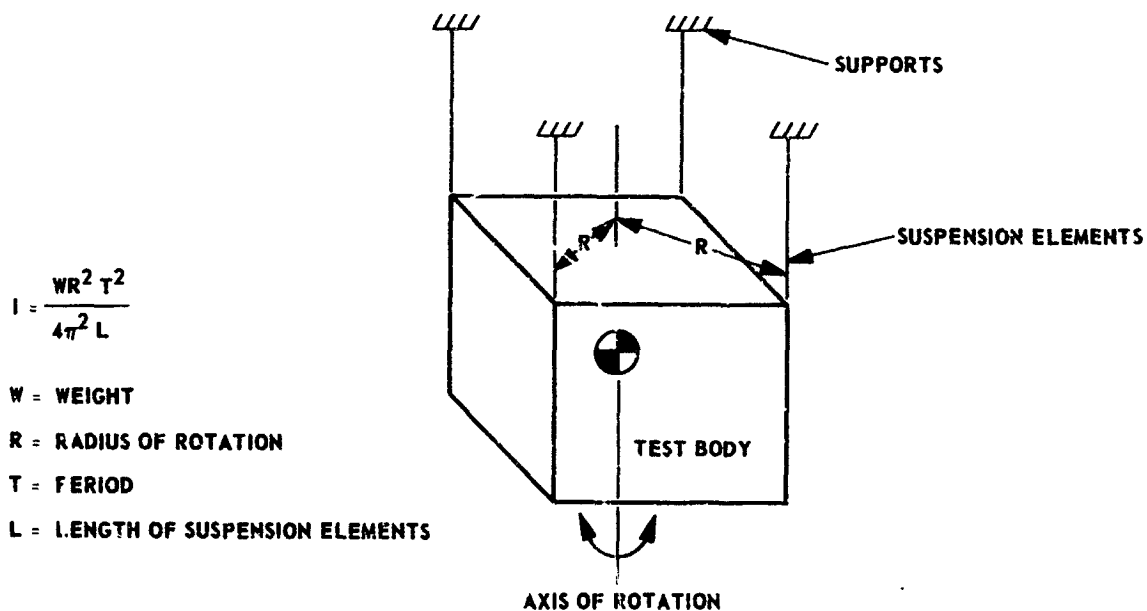 SUPPORTS
R
R
SUSPENSION ELEMENTS
I = WR² T² / 4π² L
W = WEIGHT
R = RADIUS OF ROTATION
T = FERIOD
L = LENGTH OF SUSPENSION ELEMENTS
TEST BODY
AXIS OF ROTATION